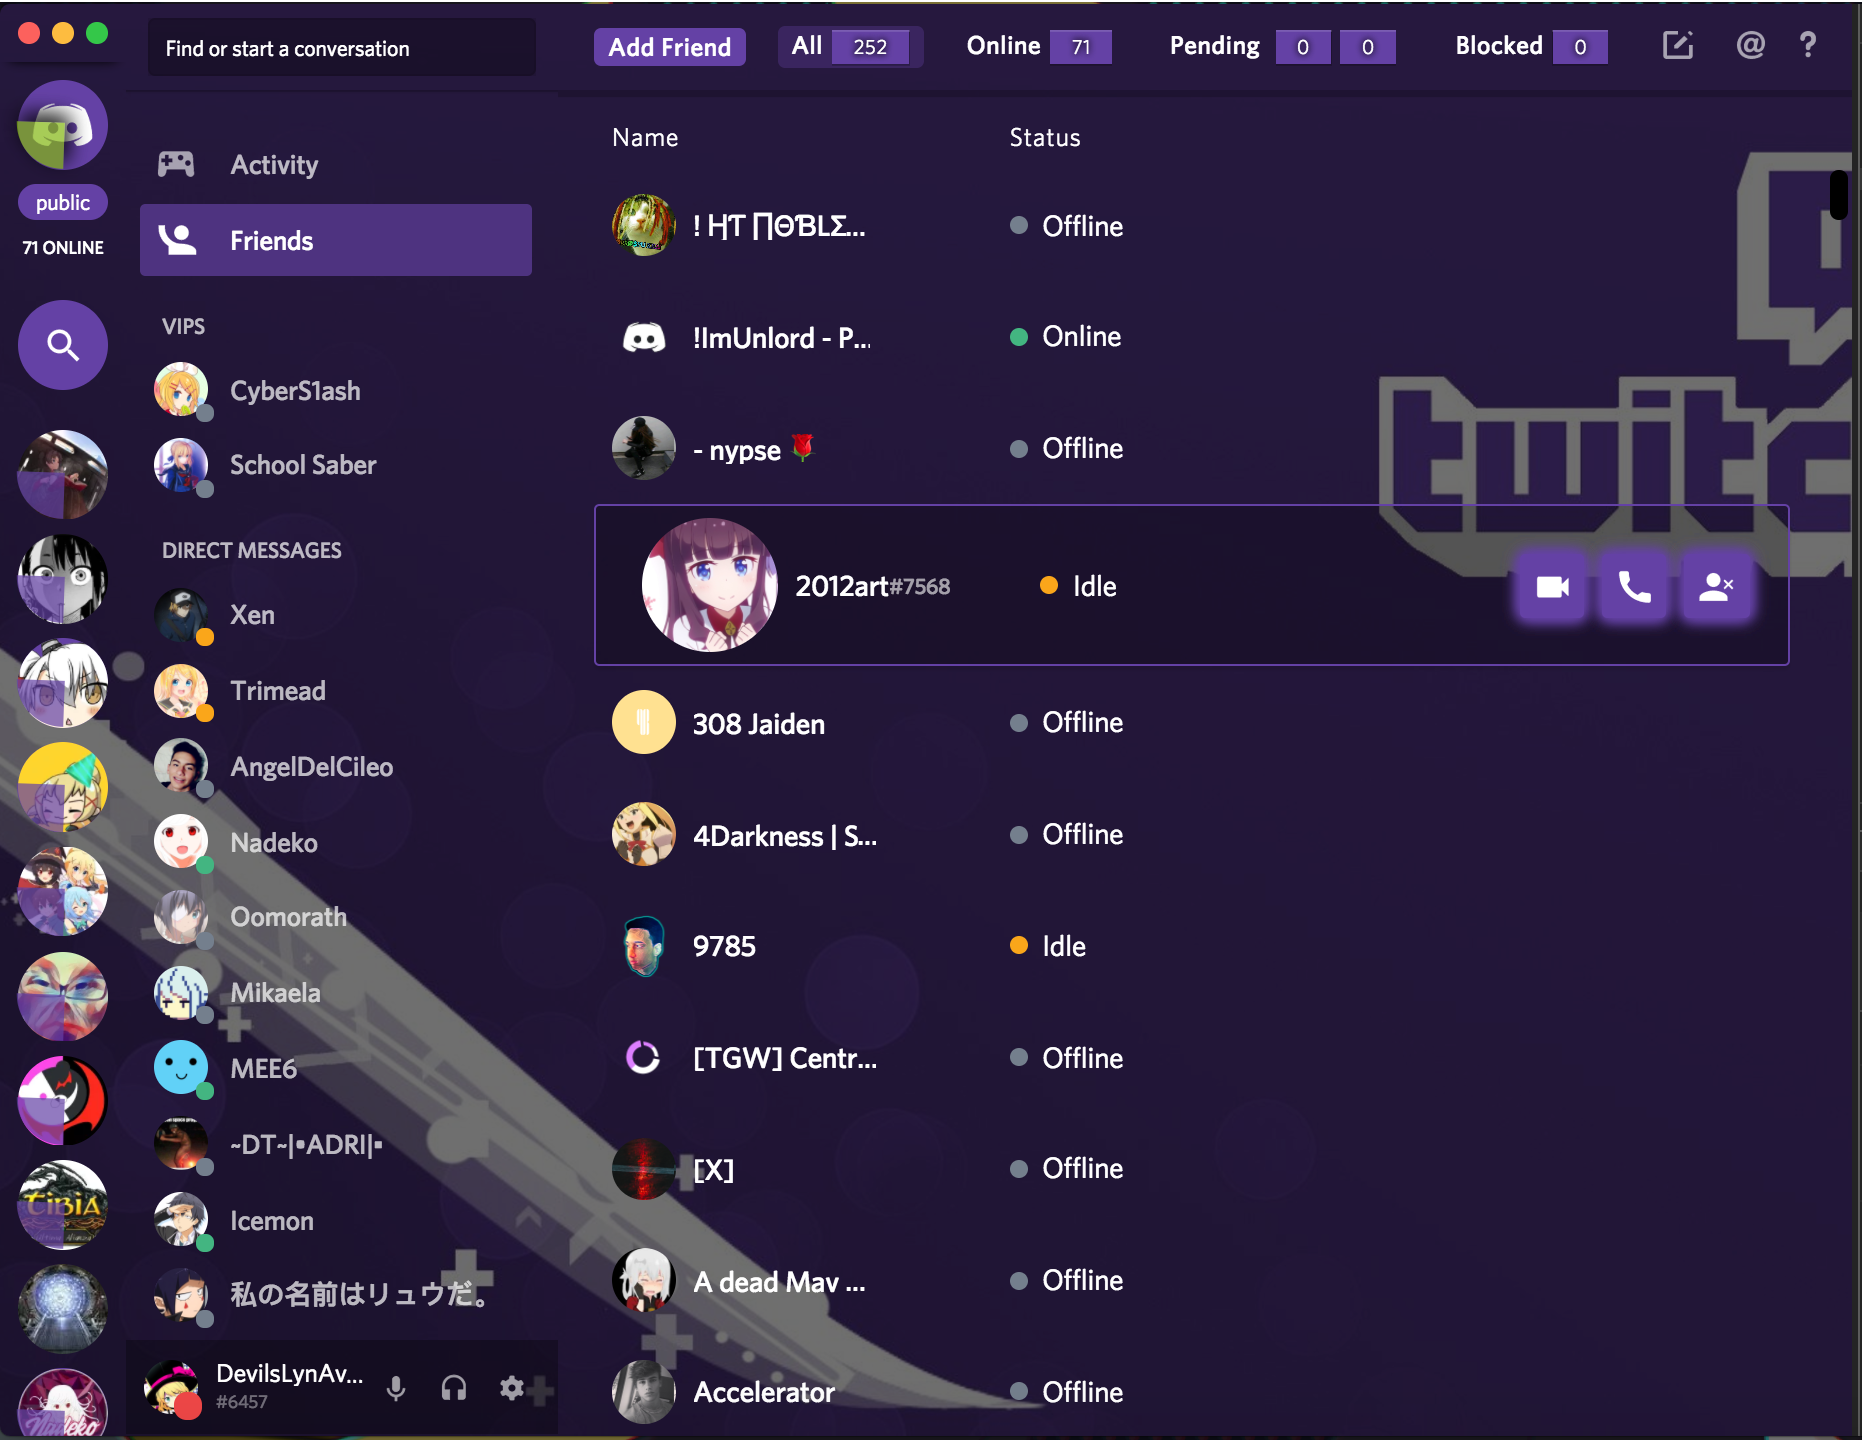 Find or start a conversation
Add Friend
All 252
Online 71
Pending 0 0
Blocked 0
@ ?
public
71 ONLINE
Activity
Friends
VIPS
CyberS1ash
School Saber
DIRECT MESSAGES
Xen
Trimead
AngelDelCileo
Nadeko
Oomorath
Mikaela
MEE6
~DT~|▪ADRI|▪
Icemon
私の名前はリュウだ。
DevilsLynAv...
#6457
TIBIA
Nadeko
Name Status
Offline
!ImUnlord - P... Online
- nypse 🌹 Offline
2012art#7568 Idle
308 Jaiden Offline
4Darkness | S... Offline
9785 Idle
[TGW] Centr... Offline
[X] Offline
A dead Mav ... Offline
Accelerator Offline